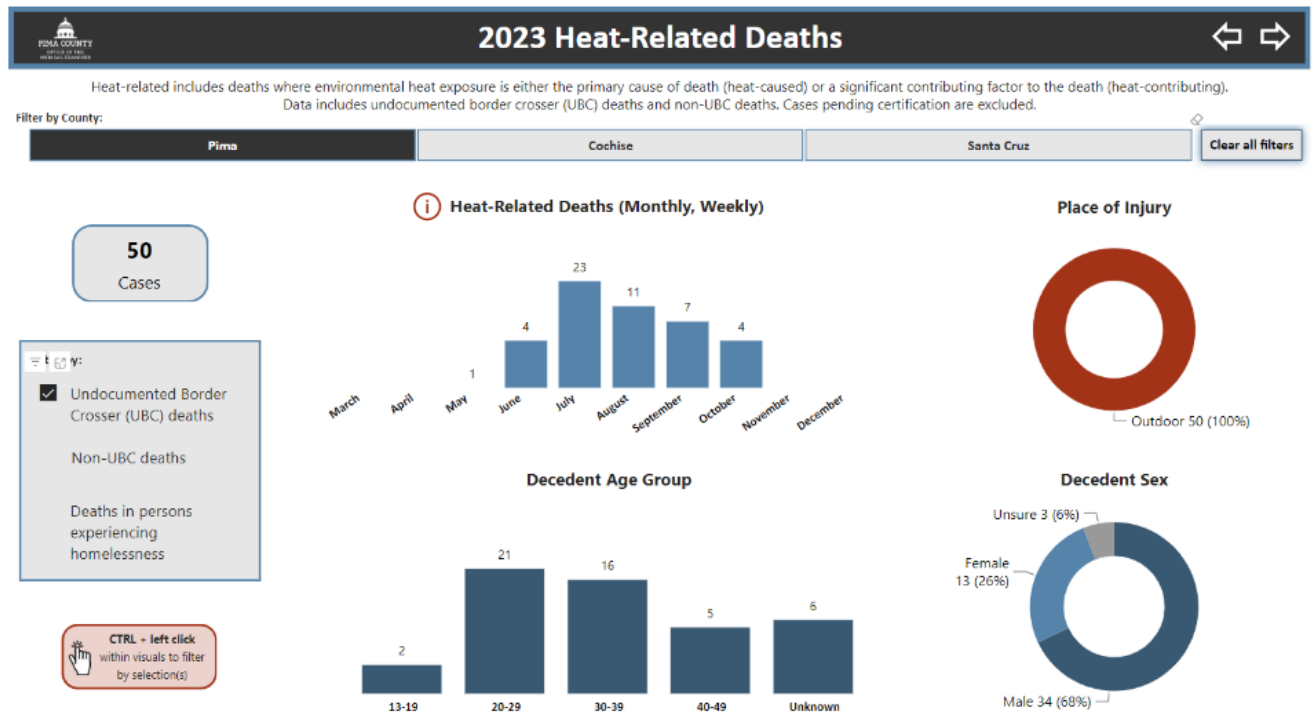 PIMA COUNTY
OFFICE OF THE
MEDICAL EXAMINER
2023 Heat-Related Deaths
Heat-related includes deaths where environmental heat exposure is either the primary cause of death (heat-caused) or a significant contributing factor to the death (heat-contributing).
Data includes undocumented border crosser (UBC) deaths and non-UBC deaths. Cases pending certification are excluded.
Filter by County:
Pima
Cochise
Santa Cruz
Clear all filters
50
Cases
y:
Undocumented Border
Crosser (UBC) deaths
Non-UBC deaths
Deaths in persons
experiencing
homelessness
CTRL + left click
within visuals to filter
by selection(s)
i Heat-Related Deaths (Monthly, Weekly)
1
4
23
11
7
4
March
April
May
June
July
August
September
October
November
December
Place of Injury
Outdoor 50 (100%)
Decedent Age Group
2
21
16
5
6
13-19
20-29
30-39
40-49
Unknown
Decedent Sex
Unsure 3 (6%)
Female
13 (26%)
Male 34 (68%)